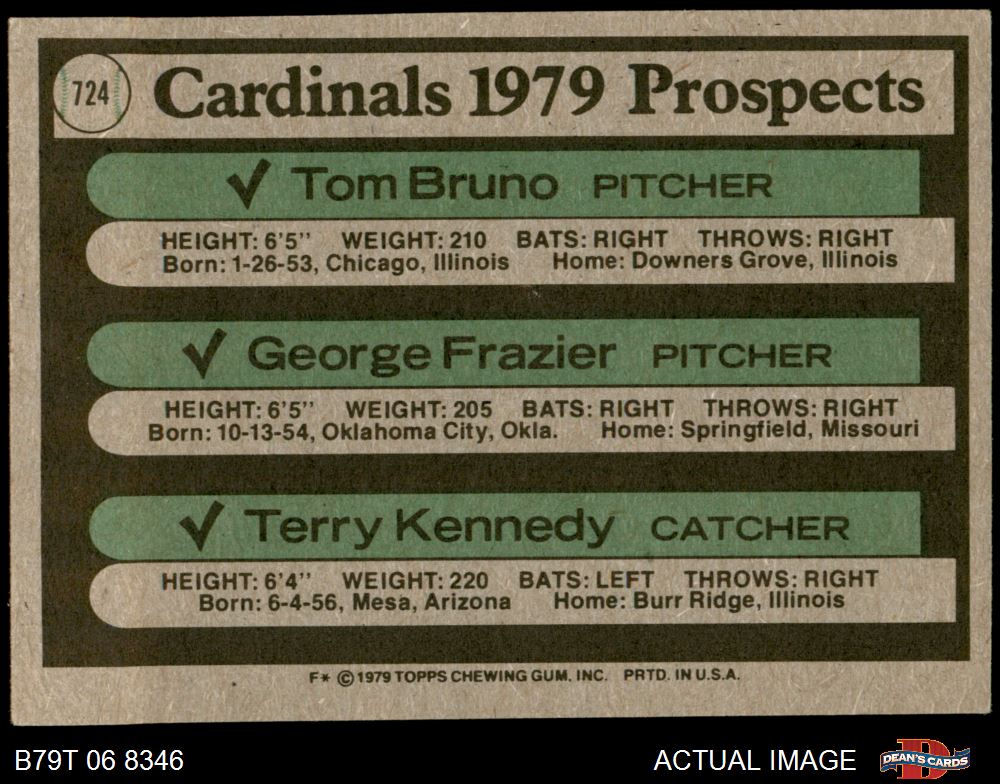 724 Cardinals 1979 Prospects
✓ Tom Bruno PITCHER
HEIGHT: 6'5" WEIGHT: 210 BATS: RIGHT THROWS: RIGHT
Born: 1-26-53, Chicago, Illinois Home: Downers Grove, Illinois
✓ George Frazier PITCHER
HEIGHT: 6'5" WEIGHT: 205 BATS: RIGHT THROWS: RIGHT
Born: 10-13-54, Oklahoma City, Okla. Home: Springfield, Missouri
✓ Terry Kennedy CATCHER
HEIGHT: 6'4" WEIGHT: 220 BATS: LEFT THROWS: RIGHT
Born: 6-4-56, Mesa, Arizona Home: Burr Ridge, Illinois
F* © 1979 TOPPS CHEWING GUM, INC. PRTD. IN U.S.A.
B79T 06 8346 ACTUAL IMAGE DEAN'S CARDS